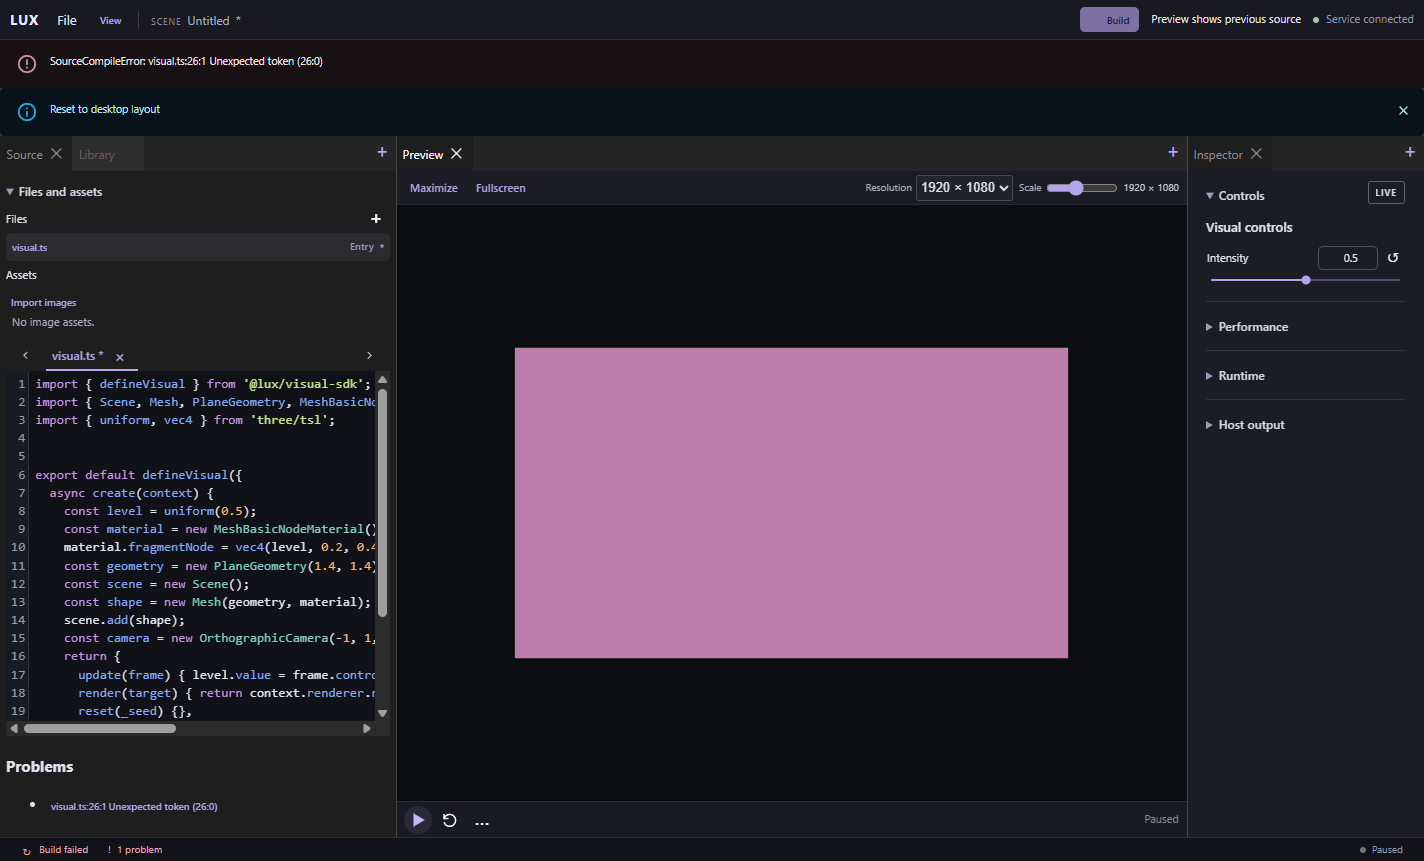 LUX File View SCENE Untitled * Build Preview shows previous source Service connected
SourceCompileError: visual.ts:26:1 Unexpected token (26:0)
Reset to desktop layout
Source Library
Files and assets
Files
visual.ts Entry *
Assets
Import images
No image assets.
visual.ts *
1 import { defineVisual } from '@lux/visual-sdk';
2 import { Scene, Mesh, PlaneGeometry, MeshBasicNo
3 import { uniform, vec4 } from 'three/tsl';
4
5
6 export default defineVisual({
7 async create(context) {
8 const level = uniform(0.5);
9 const material = new MeshBasicNodeMaterial()
10 material.fragmentNode = vec4(level, 0.2, 0.4
11 const geometry = new PlaneGeometry(1.4, 1.4)
12 const scene = new Scene();
13 const shape = new Mesh(geometry, material);
14 scene.add(shape);
15 const camera = new OrthographicCamera(-1, 1,
16 return {
17 update(frame) { level.value = frame.contro
18 render(target) { return context.renderer.r
19 reset(_seed) {},
Problems
visual.ts:26:1 Unexpected token (26:0)
Preview
Maximize Fullscreen Resolution 1920 × 1080 Scale 1920 × 1080
... Paused
Inspector
Controls LIVE
Visual controls
Intensity 0.5
Performance
Runtime
Host output
Build failed ! 1 problem Paused